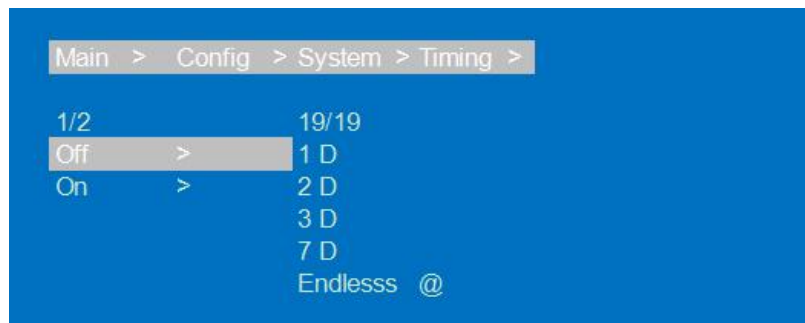 Main > Config > System > Timing >
1/2 19/19
Off > 1 D
On > 2 D
3 D
7 D
Endlesss @